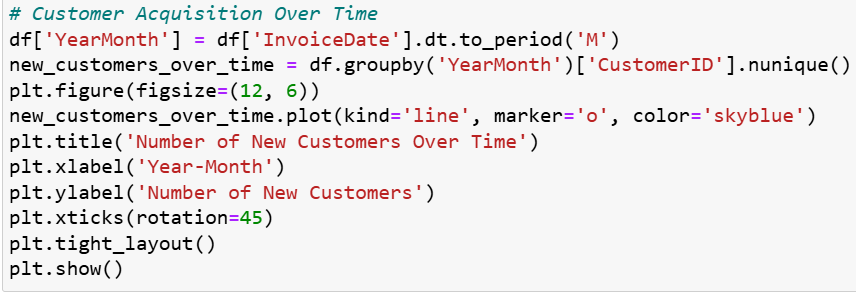 # Customer Acquisition Over Time
df['YearMonth'] = df['InvoiceDate'].dt.to_period('M')
new_customers_over_time = df.groupby('YearMonth')['CustomerID'].nunique()
plt.figure(figsize=(12, 6))
new_customers_over_time.plot(kind='line', marker='o', color='skyblue')
plt.title('Number of New Customers Over Time')
plt.xlabel('Year-Month')
plt.ylabel('Number of New Customers')
plt.xticks(rotation=45)
plt.tight_layout()
plt.show()